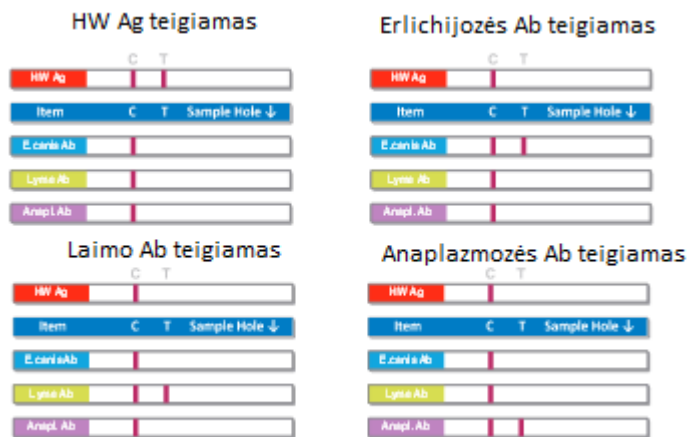 HW Ag teigiamas
C T
HW Ag
Item C T Sample Hole ↓
E.canis Ab
Lyme Ab
Anapl. Ab
Erlichijozės Ab teigiamas
C T
HW Ag
Item C T Sample Hole ↓
E.canis Ab
Lyme Ab
Anapl. Ab
Laimo Ab teigiamas
C T
HW Ag
Item C T Sample Hole ↓
E.canisAb
Lyme Ab
Anapl. Ab
Anaplazmozės Ab teigiamas
C T
HW Ag
Item C T Sample Hole ↓
E.canis Ab
Lyme Ab
Anapl. Ab